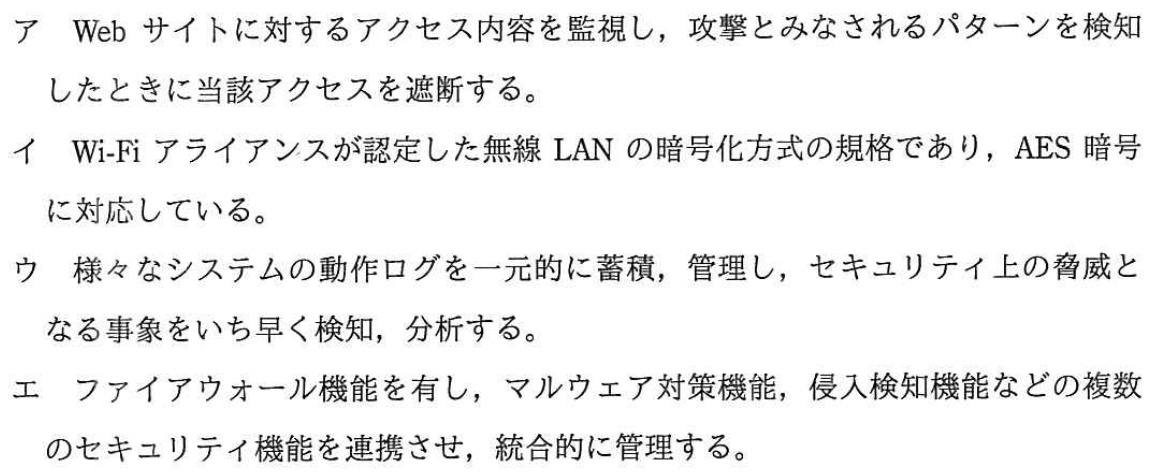 ア　Web サイトに対するアクセス内容を監視し，攻撃とみなされるパターンを検知
したときに当該アクセスを遮断する。
イ　Wi-Fi アライアンスが認定した無線 LAN の暗号化方式の規格であり，AES 暗号
に対応している。
ウ　様々なシステムの動作ログを一元的に蓄積，管理し，セキュリティ上の脅威と
なる事象をいち早く検知，分析する。
エ　ファイアウォール機能を有し，マルウェア対策機能，侵入検知機能などの複数
のセキュリティ機能を連携させ，統合的に管理する。